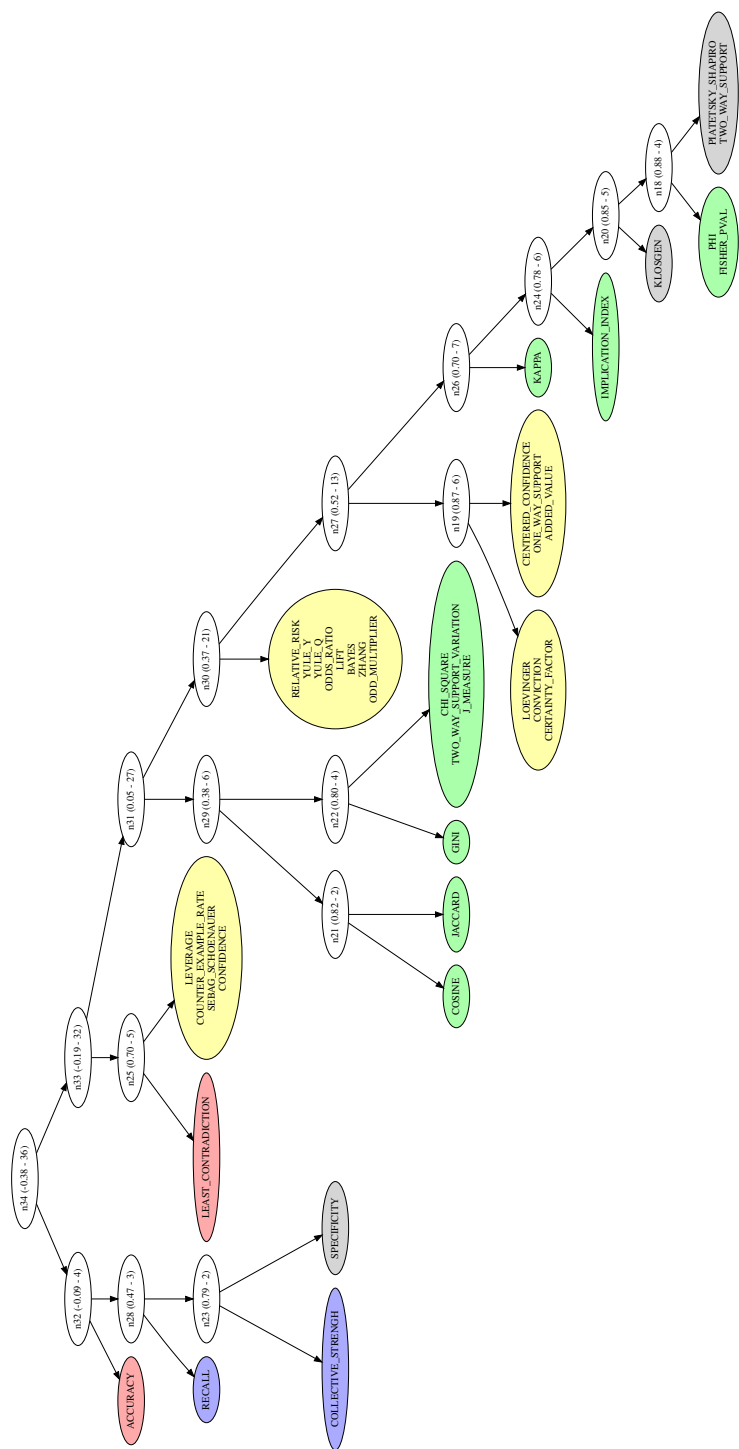 n34 (-0.38 - 36)
n32 (-0.09 - 4)
n33 (-0.19 - 32)
ACCURACY
n28 (0.47 - 3)
n25 (0.70 - 5)
n31 (0.05 - 27)
RECALL
n23 (0.79 - 2)
LEAST_CONTRADICTION
LEVERAGE
COUNTER_EXAMPLE_RATE
SEBAG_SCHOENAUER
CONFIDENCE
n29 (0.38 - 6)
n30 (0.37 - 21)
COLLECTIVE_STRENGH
SPECIFICITY
n21 (0.82 - 2)
n22 (0.80 - 4)
RELATIVE_RISK
YULE_Y
YULE_Q
ODDS_RATIO
LIFT
BAYES
ZHANG
ODD_MULTIPLIER
n27 (0.52 - 13)
COSINE
JACCARD
GINI
CHI_SQUARE
TWO_WAY_SUPPORT_VARIATION
J_MEASURE
n19 (0.87 - 6)
n26 (0.70 - 7)
LOEVINGER
CONVICTION
CERTAINTY_FACTOR
CENTERED_CONFIDENCE
ONE_WAY_SUPPORT
ADDED_VALUE
KAPPA
n24 (0.78 - 6)
IMPLICATION_INDEX
n20 (0.85 - 5)
KLOSGEN
n18 (0.88 - 4)
PHI
FISHER_PVAL
PIATETSKY_SHAPIRO
TWO_WAY_SUPPORT